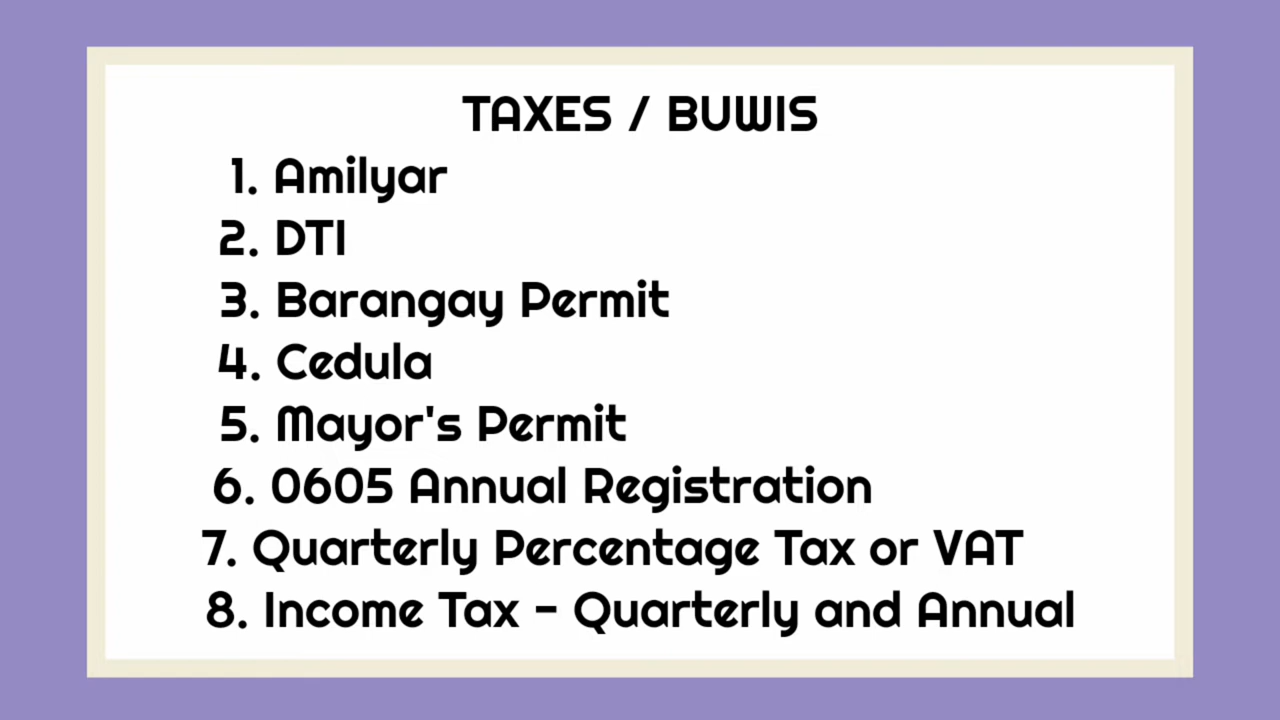 TAXES / BUWIS
1. Amilyar
2. DTI
3. Barangay Permit
4. Cedula
5. Mayor's Permit
6. 0605 Annual Registration
7. Quarterly Percentage Tax or VAT
8. Income Tax - Quarterly and Annual